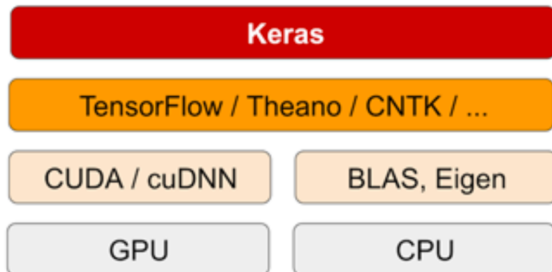 Keras
TensorFlow / Theano / CNTK / ...
CUDA / cuDNN
BLAS, Eigen
GPU
CPU